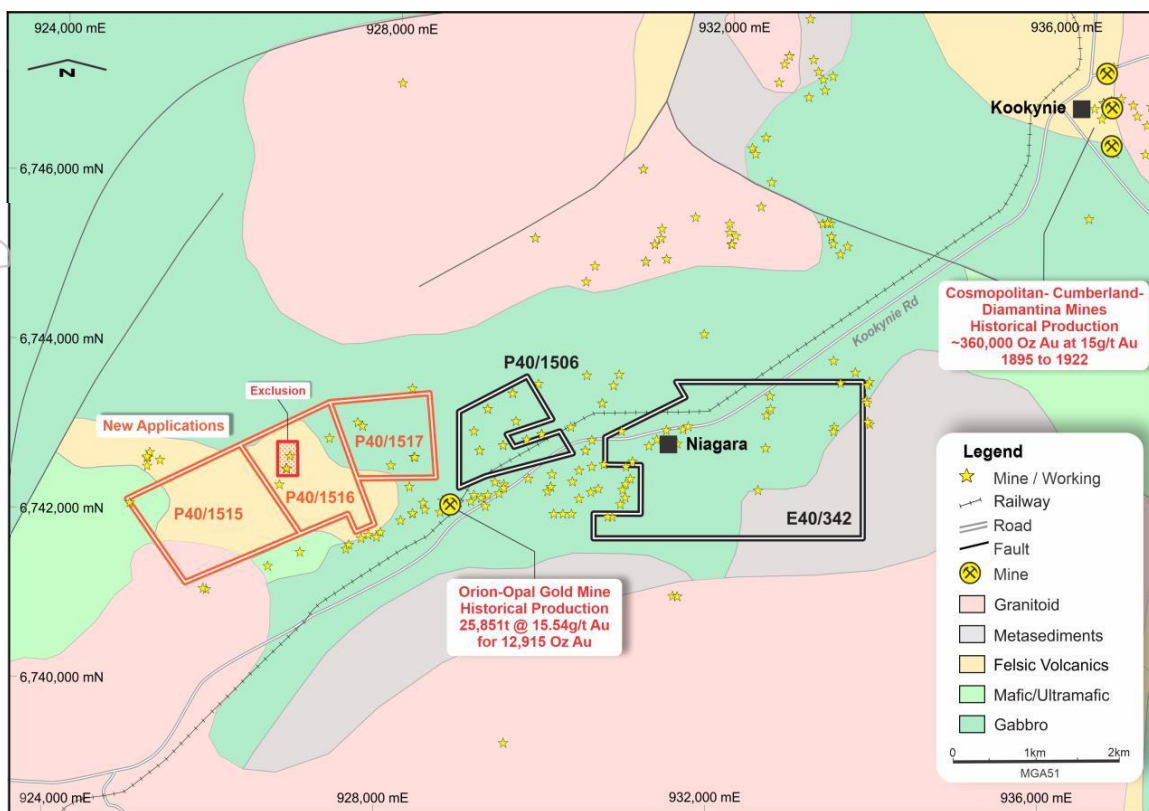 924,000 mE
928,000 mE
932,000 mE
936,000 mE
N
Kookynie
6,746,000 mN
Kookynie Rd
Cosmopolitan- Cumberland-
Diamantina Mines
Historical Production
~360,000 Oz Au at 15g/t Au
1895 to 1922
6,744,000 mN
P40/1506
Exclusion
New Applications
P40/1517
Niagara
P40/1516
P40/1515
6,742,000 mN
E40/342
Orion-Opal Gold Mine
Historical Production
25,851t @ 15.54g/t Au
for 12,915 Oz Au
6,740,000 mN
Legend
Mine / Working
Railway
Road
Fault
Mine
Granitoid
Metasediments
Felsic Volcanics
Mafic/Ultramafic
Gabbro
0 1km 2km
MGA51
924,000 mE
928,000 mE
932,000 mE
936,000 mE